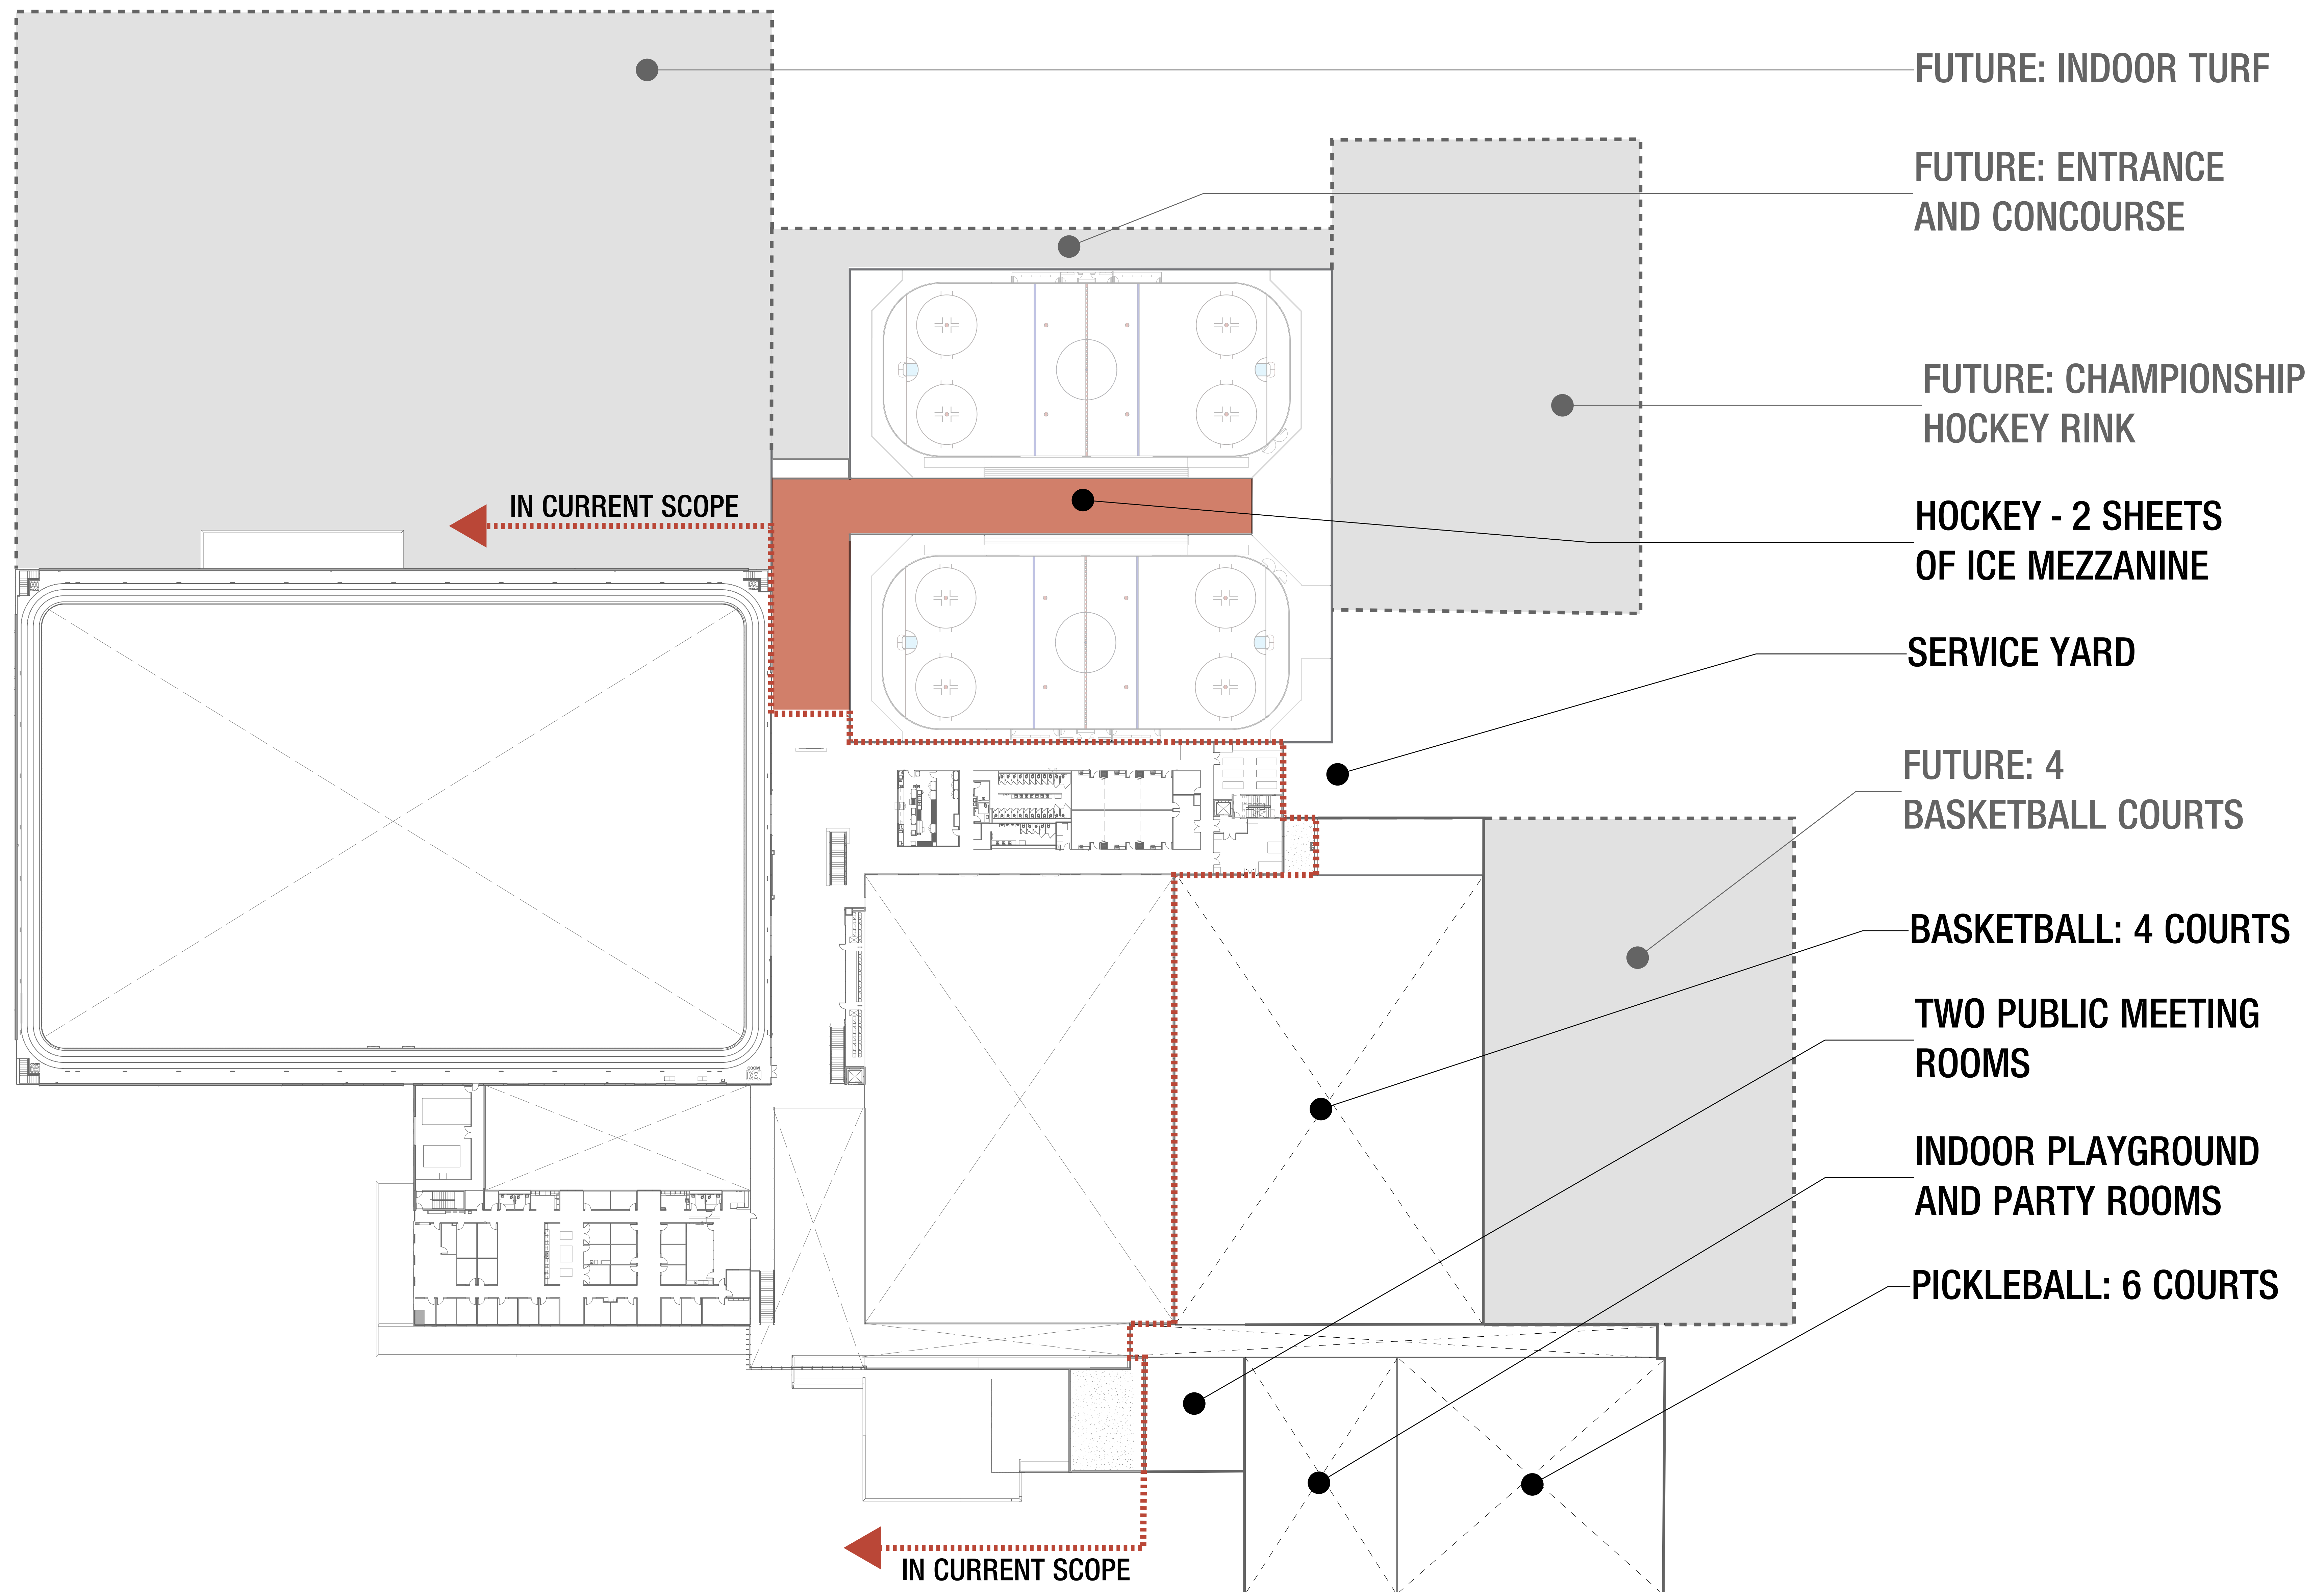 FUTURE: INDOOR TURF
FUTURE: ENTRANCE
AND CONCOURSE
FUTURE: CHAMPIONSHIP
HOCKEY RINK
IN CURRENT SCOPE
HOCKEY - 2 SHEETS
OF ICE MEZZANINE
SERVICE YARD
FUTURE: 4
BASKETBALL COURTS
BASKETBALL: 4 COURTS
TWO PUBLIC MEETING
ROOMS
INDOOR PLAYGROUND
AND PARTY ROOMS
PICKLEBALL: 6 COURTS
IN CURRENT SCOPE